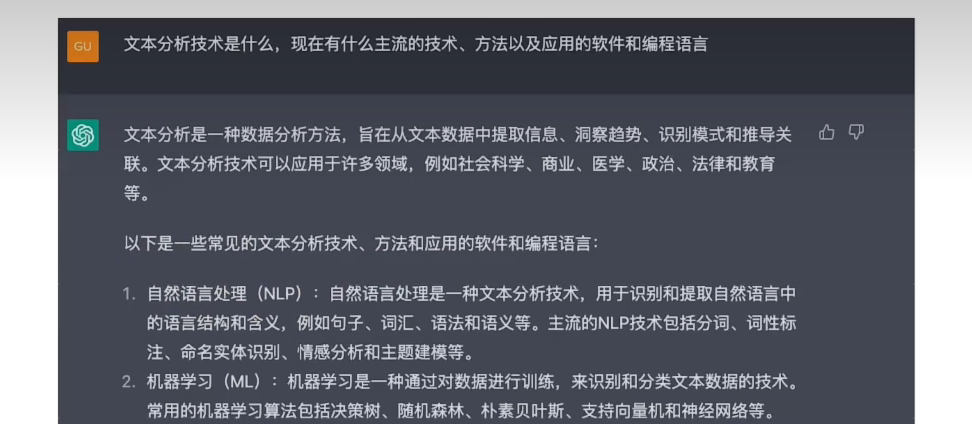 GU
文本分析技术是什么，现在有什么主流的技术、方法以及应用的软件和编程语言
文本分析是一种数据分析方法，旨在从文本数据中提取信息、洞察趋势、识别模式和推导关
联。文本分析技术可以应用于许多领域，例如社会科学、商业、医学、政治、法律和教育
等。
以下是一些常见的文本分析技术、方法和应用的软件和编程语言：
1. 自然语言处理（NLP）：自然语言处理是一种文本分析技术，用于识别和提取自然语言中
的语言结构和含义，例如句子、词汇、语法和语义等。主流的NLP技术包括分词、词性标
注、命名实体识别、情感分析和主题建模等。
2. 机器学习（ML）：机器学习是一种通过对数据进行训练，来识别和分类文本数据的技术。
常用的机器学习算法包括决策树、随机森林、朴素贝叶斯、支持向量机和神经网络等。